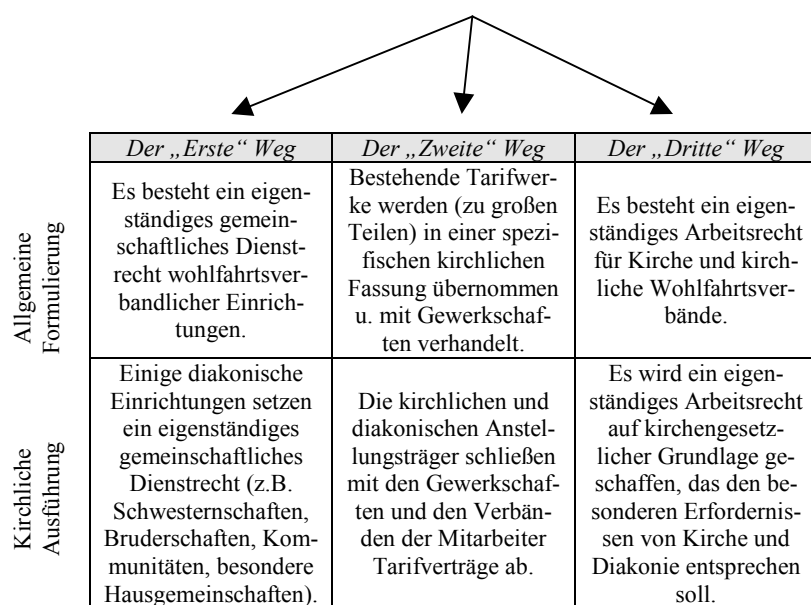 Der „Erste“ Weg
Der „Zweite“ Weg
Der „Dritte“ Weg
Allgemeine
Formulierung
Es besteht ein eigen-
ständiges gemein-
schaftliches Dienst-
recht wohlfahrtsver-
bandlicher Einrich-
tungen.
Bestehende Tarifwer-
ke werden (zu großen
Teilen) in einer spezi-
fischen kirchlichen
Fassung übernommen
u. mit Gewerkschaf-
ten verhandelt.
Es besteht ein eigen-
ständiges Arbeitsrecht
für Kirche und kirch-
liche Wohlfahrtsver-
bände.
Kirchliche
Ausführung
Einige diakonische
Einrichtungen setzen
ein eigenständiges
gemeinschaftliches
Dienstrecht (z.B.
Schwesternschaften,
Bruderschaften, Kom-
munitäten, besondere
Hausgemeinschaften).
Die kirchlichen und
diakonischen Anstel-
lungsträger schließen
mit den Gewerkschaf-
ten und den Verbän-
den der Mitarbeiter
Tarifverträge ab.
Es wird ein eigen-
ständiges Arbeitsrecht
auf kirchengesetz-
licher Grundlage ge-
schaffen, das den be-
sonderen Erfordernis-
sen von Kirche und
Diakonie entsprechen
soll.